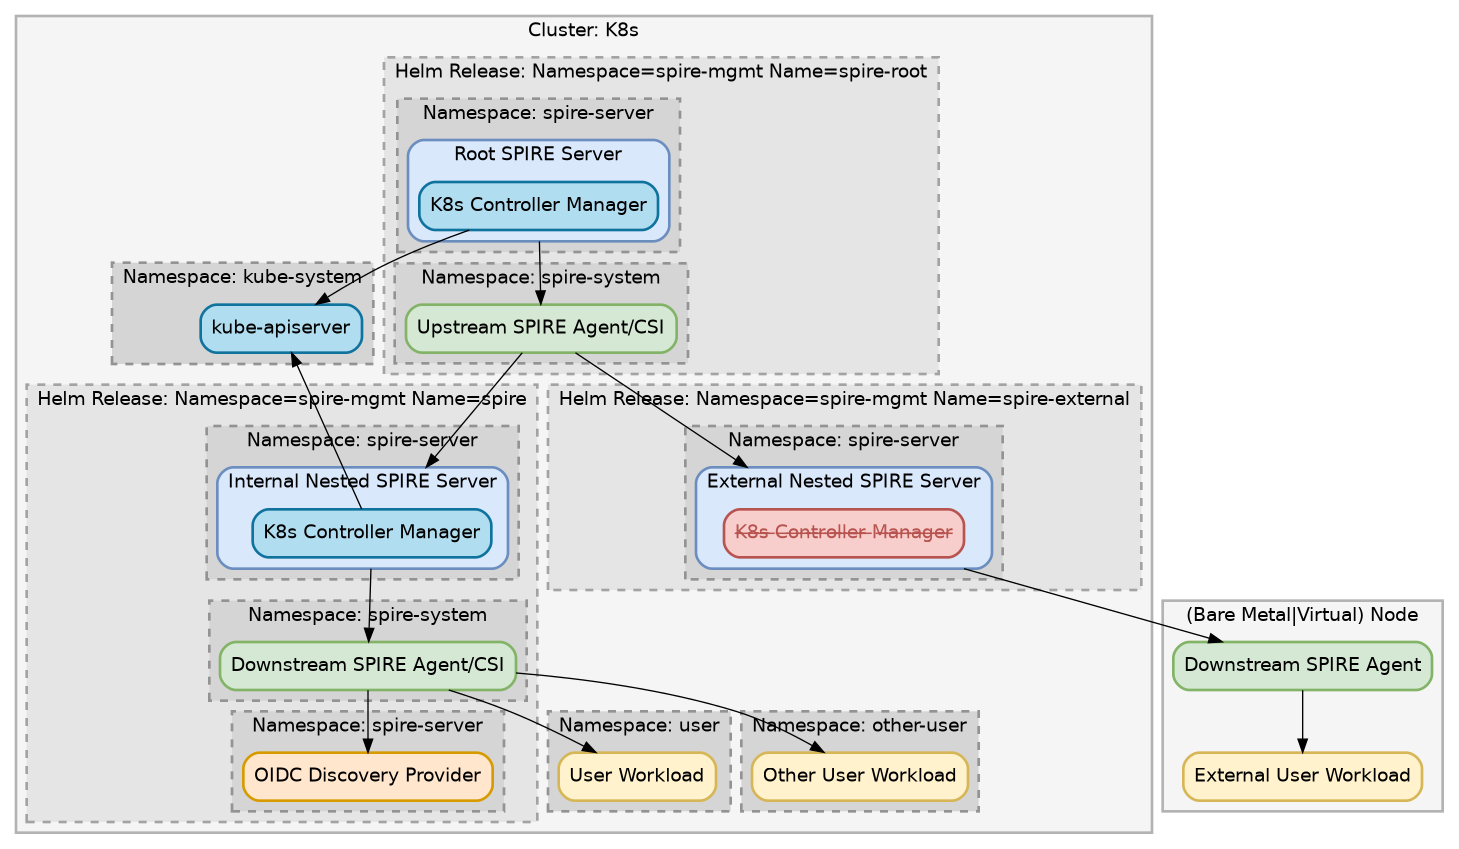 Cluster: K8s
Helm Release: Namespace=spire-mgmt Name=spire-root
Namespace: spire-server
Root SPIRE Server
K8s Controller Manager
Namespace: kube-system
kube-apiserver
Namespace: spire-system
Upstream SPIRE Agent/CSI
Helm Release: Namespace=spire-mgmt Name=spire
Namespace: spire-server
Internal Nested SPIRE Server
K8s Controller Manager
Helm Release: Namespace=spire-mgmt Name=spire-external
Namespace: spire-server
External Nested SPIRE Server
K8s Controller Manager
Namespace: spire-system
Downstream SPIRE Agent/CSI
(Bare Metal|Virtual) Node
Downstream SPIRE Agent
Namespace: spire-server
OIDC Discovery Provider
Namespace: user
User Workload
Namespace: other-user
Other User Workload
External User Workload